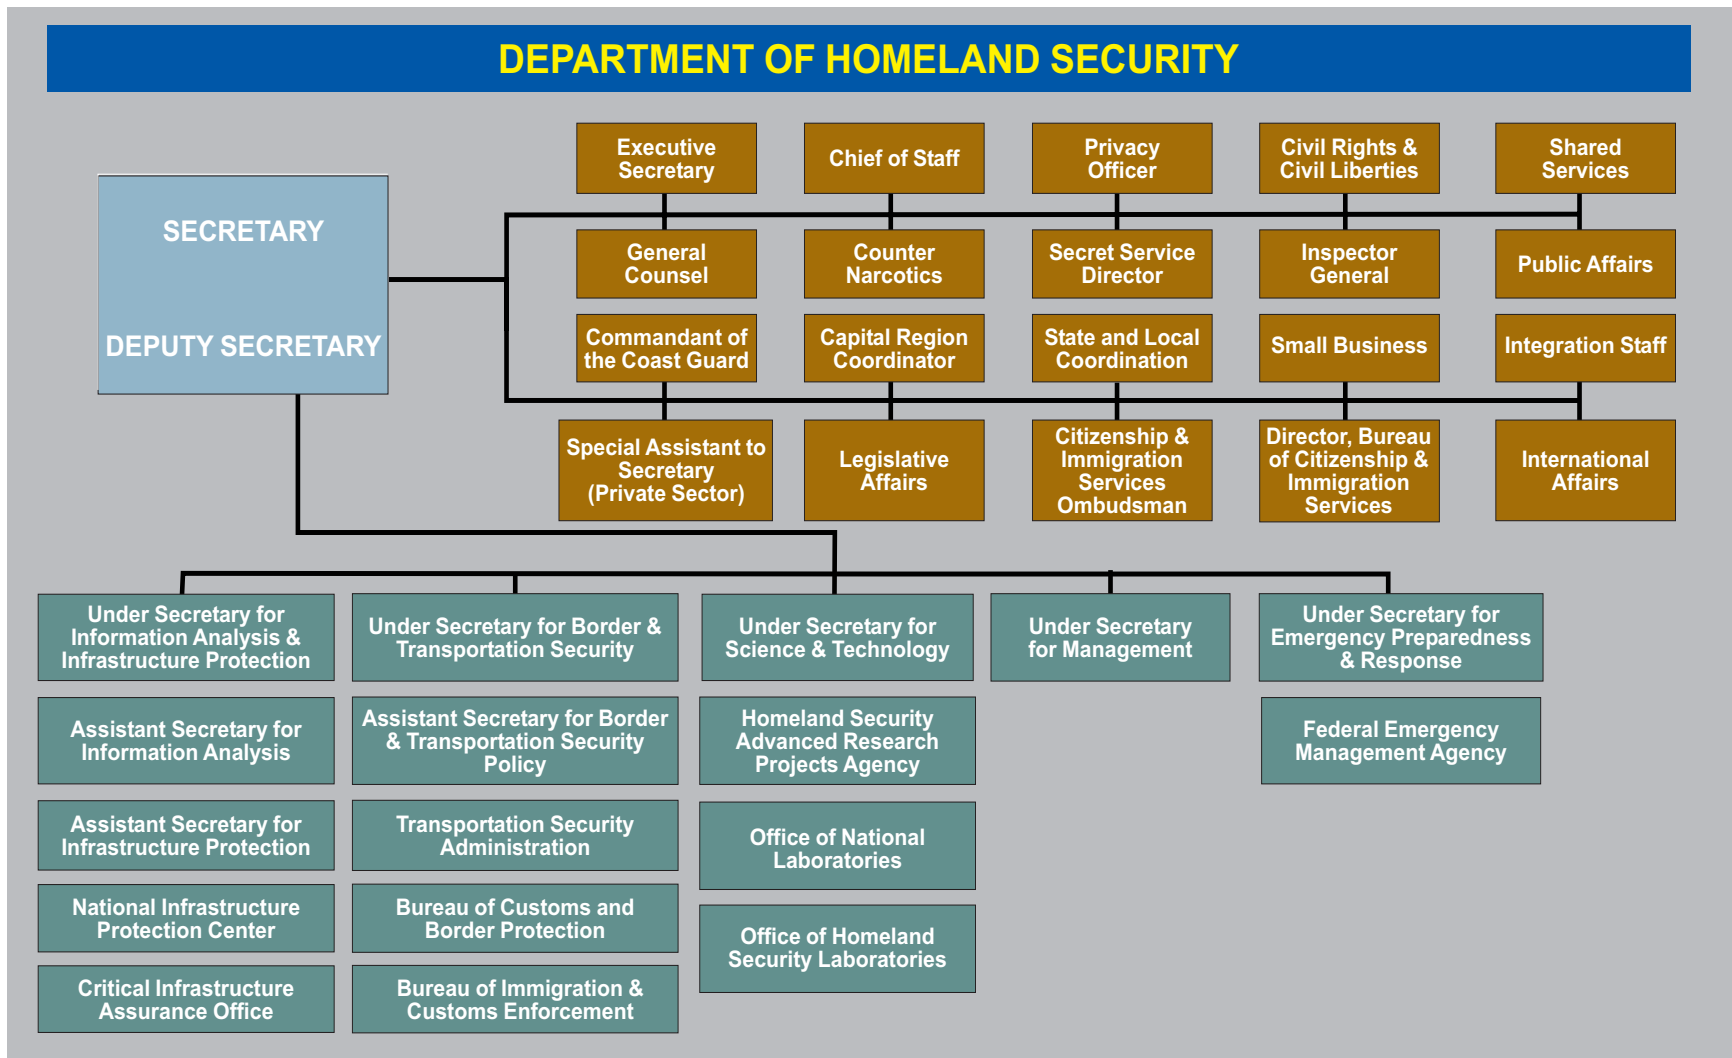 DEPARTMENT OF HOMELAND SECURITY
SECRETARY
DEPUTY SECRETARY
Executive
Secretary
Chief of Staff
Privacy
Officer
Civil Rights &
Civil Liberties
Shared
Services
General
Counsel
Counter
Narcotics
Secret Service
Director
Inspector
General
Public Affairs
Commandant of
the Coast Guard
Capital Region
Coordinator
State and Local
Coordination
Small Business
Integration Staff
Special Assistant to
Secretary
(Private Sector)
Legislative
Affairs
Citizenship &
Immigration
Services
Ombudsman
Director, Bureau
of Citizenship &
Immigration
Services
International
Affairs
Under Secretary for
Information Analysis &
Infrastructure Protection
Assistant Secretary for
Information Analysis
Assistant Secretary for
Infrastructure Protection
National Infrastructure
Protection Center
Critical Infrastructure
Assurance Office
Under Secretary for Border &
Transportation Security
Assistant Secretary for Border
& Transportation Security
Policy
Transportation Security
Administration
Bureau of Customs and
Border Protection
Bureau of Immigration &
Customs Enforcement
Under Secretary for
Science & Technology
Homeland Security
Advanced Research
Projects Agency
Office of National
Laboratories
Office of Homeland
Security Laboratories
Under Secretary
for Management
Under Secretary for
Emergency Preparedness
& Response
Federal Emergency
Management Agency